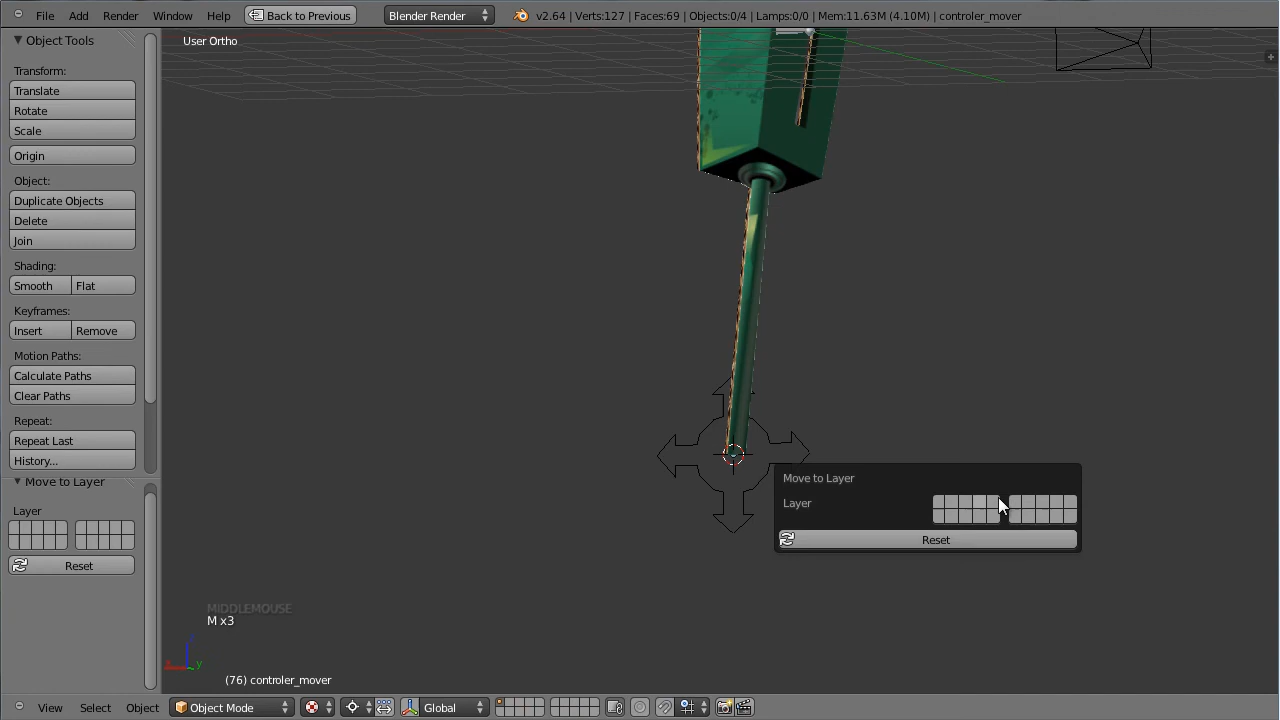 File Add Render Window Help Back to Previous Blender Render v2.64 | Verts:127 | Faces:69 | Objects:0/4 | Lamps:0/0 | Mem:11.63M (4.10M) | controler_mover
Object Tools
User Ortho
Transform:
Translate
Rotate
Scale
Origin
Object:
Duplicate Objects
Delete
Join
Shading:
Smooth Flat
Keyframes:
Insert Remove
Motion Paths:
Calculate Paths
Clear Paths
Repeat:
Repeat Last
History...
Move to Layer
Layer
Reset
Move to Layer
Layer
Reset
MIDDLEMOUSE
M x3
x y z
(76) controler_mover
View Select Object Object Mode Global